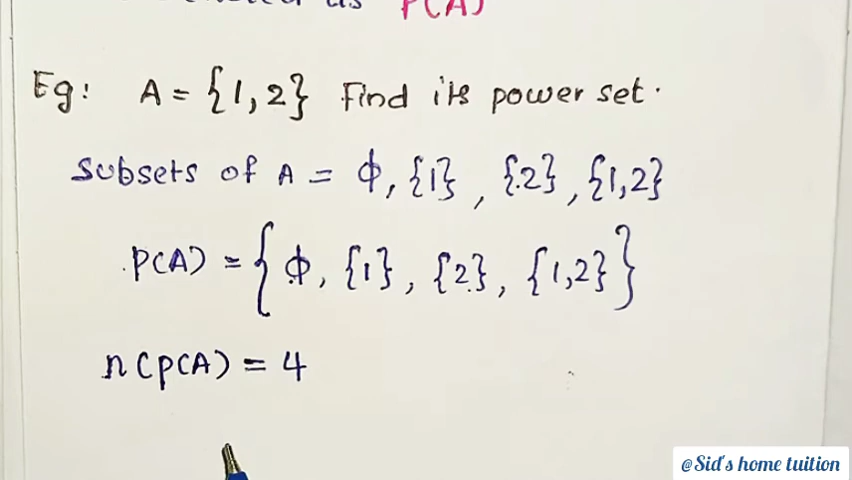 as P(A)
Eg: A = {1, 2} Find its power set.
Subsets of A = ϕ, {1}, {2}, {1,2}
P(A) = {ϕ, {1}, {2}, {1,2}}
n(P(A) = 4
@Sid's home tuition